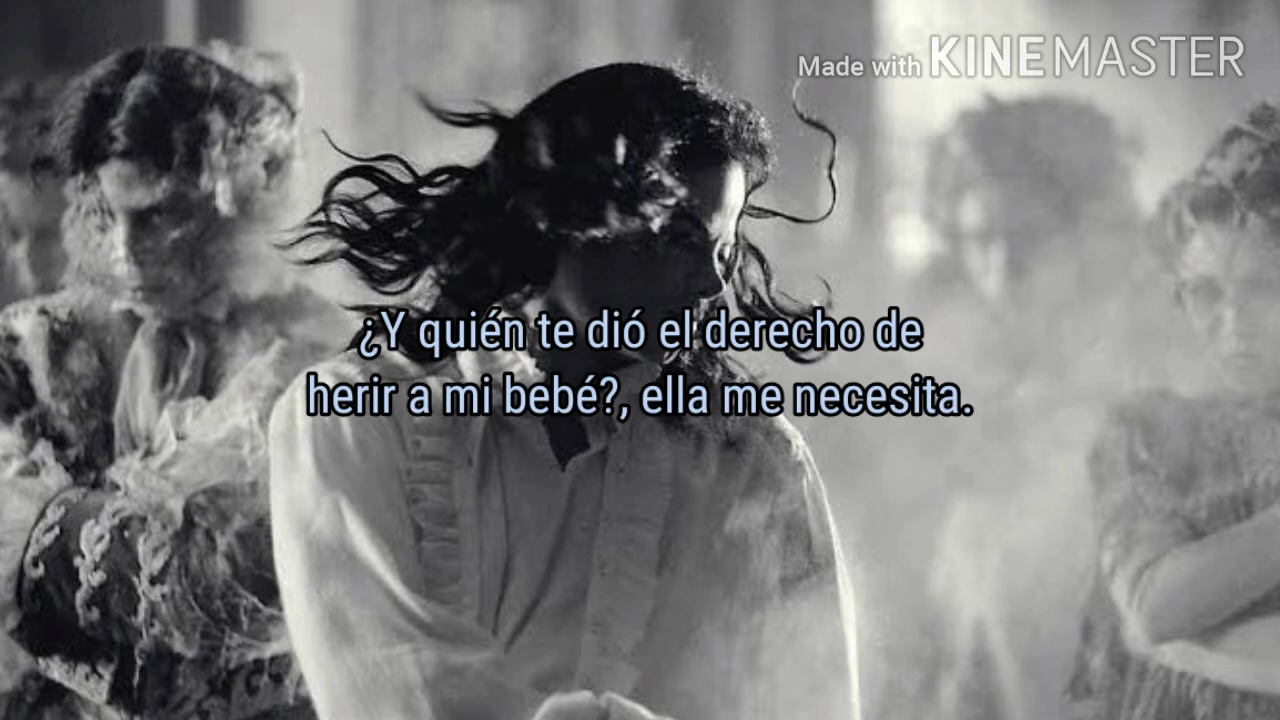 Made with KINEMASTER
¿Y quién te dió el derecho de
herir a mi bebé?, ella me necesita.